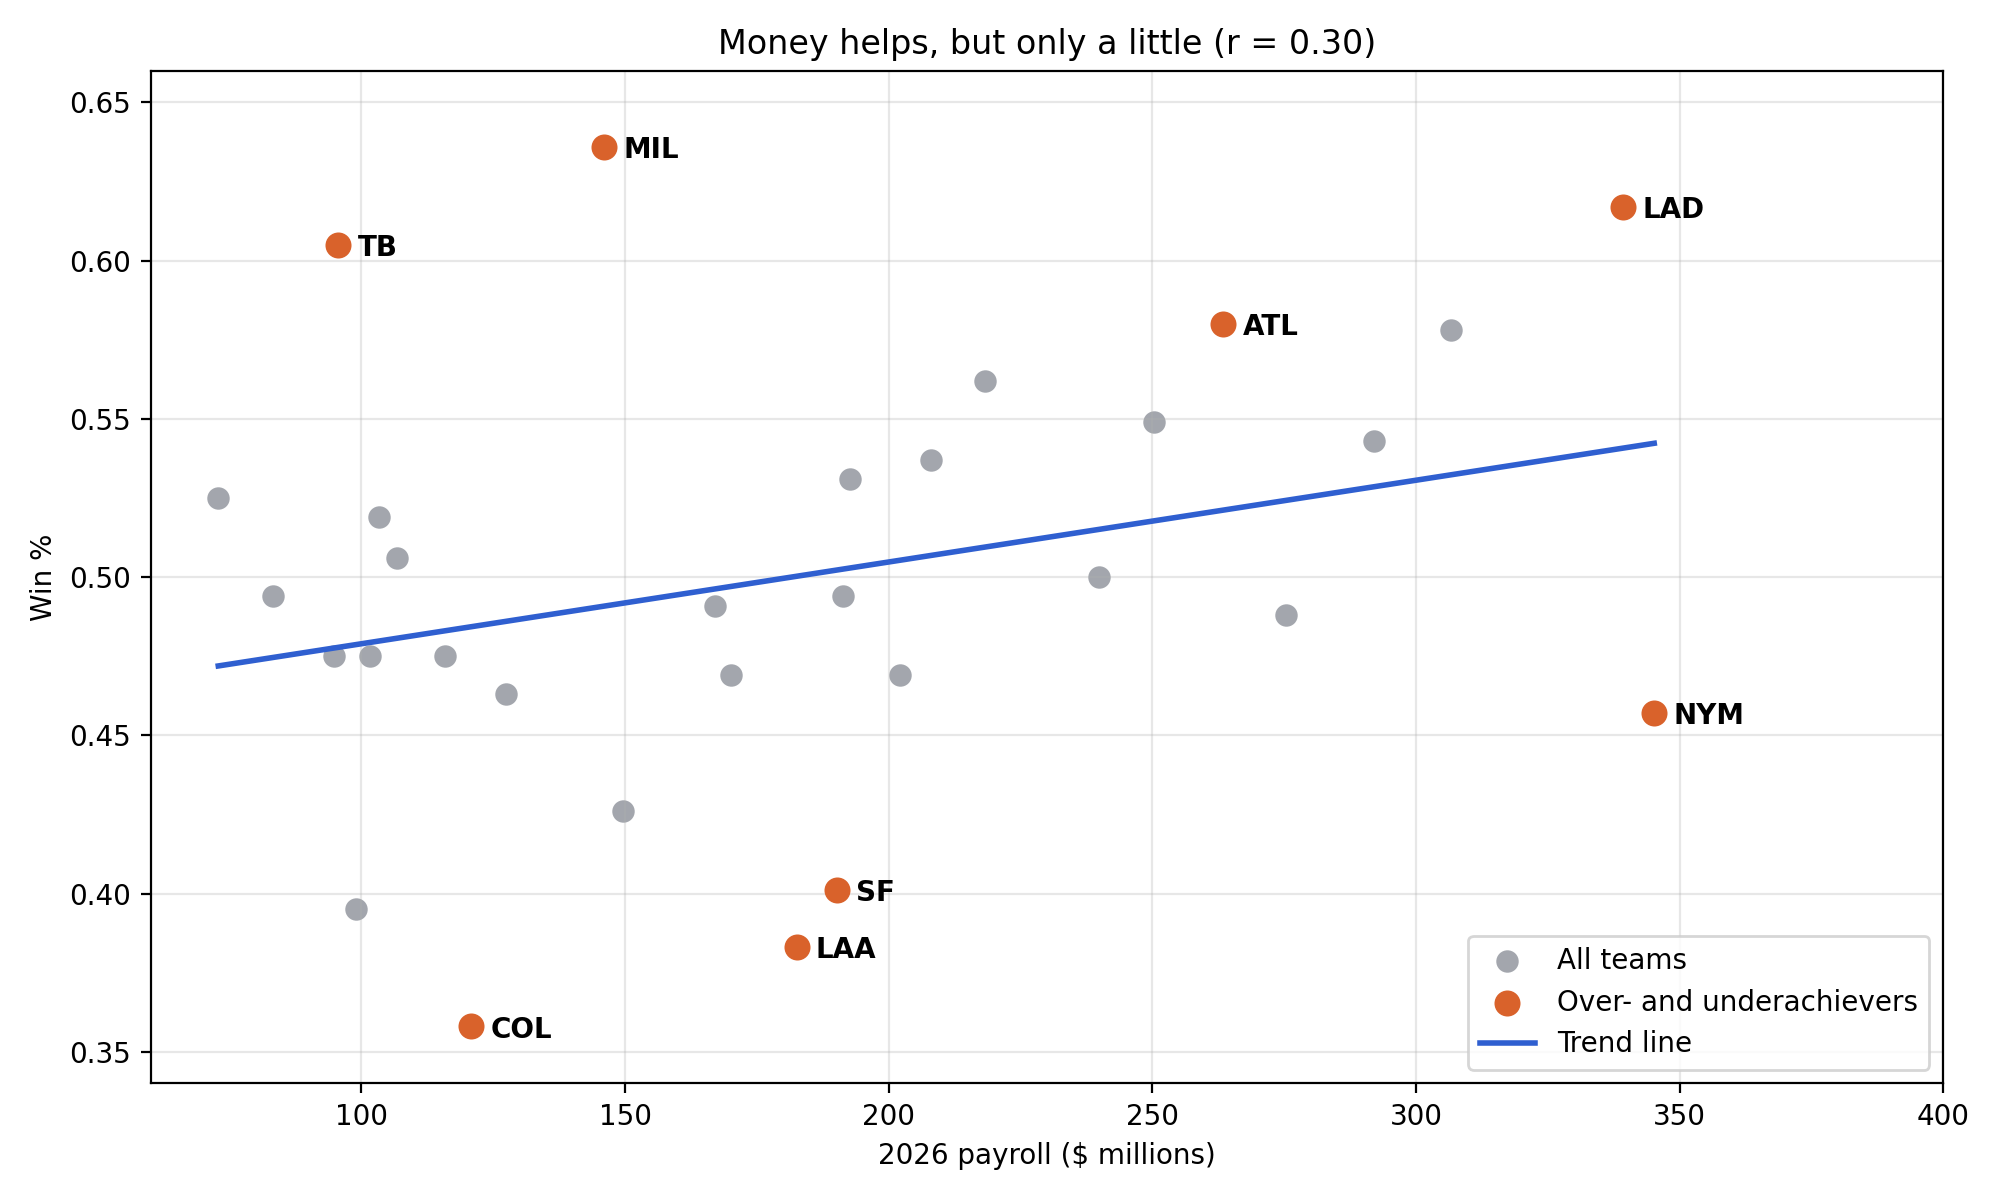 Money helps, but only a little (r = 0.30)
0.65
0.60
0.55
0.50
0.45
0.40
0.35
Win %
MIL
LAD
TB
ATL
NYM
SF
LAA
COL
All teams
Over- and underachievers
Trend line
100 150 200 250 300 350 400
2026 payroll ($ millions)